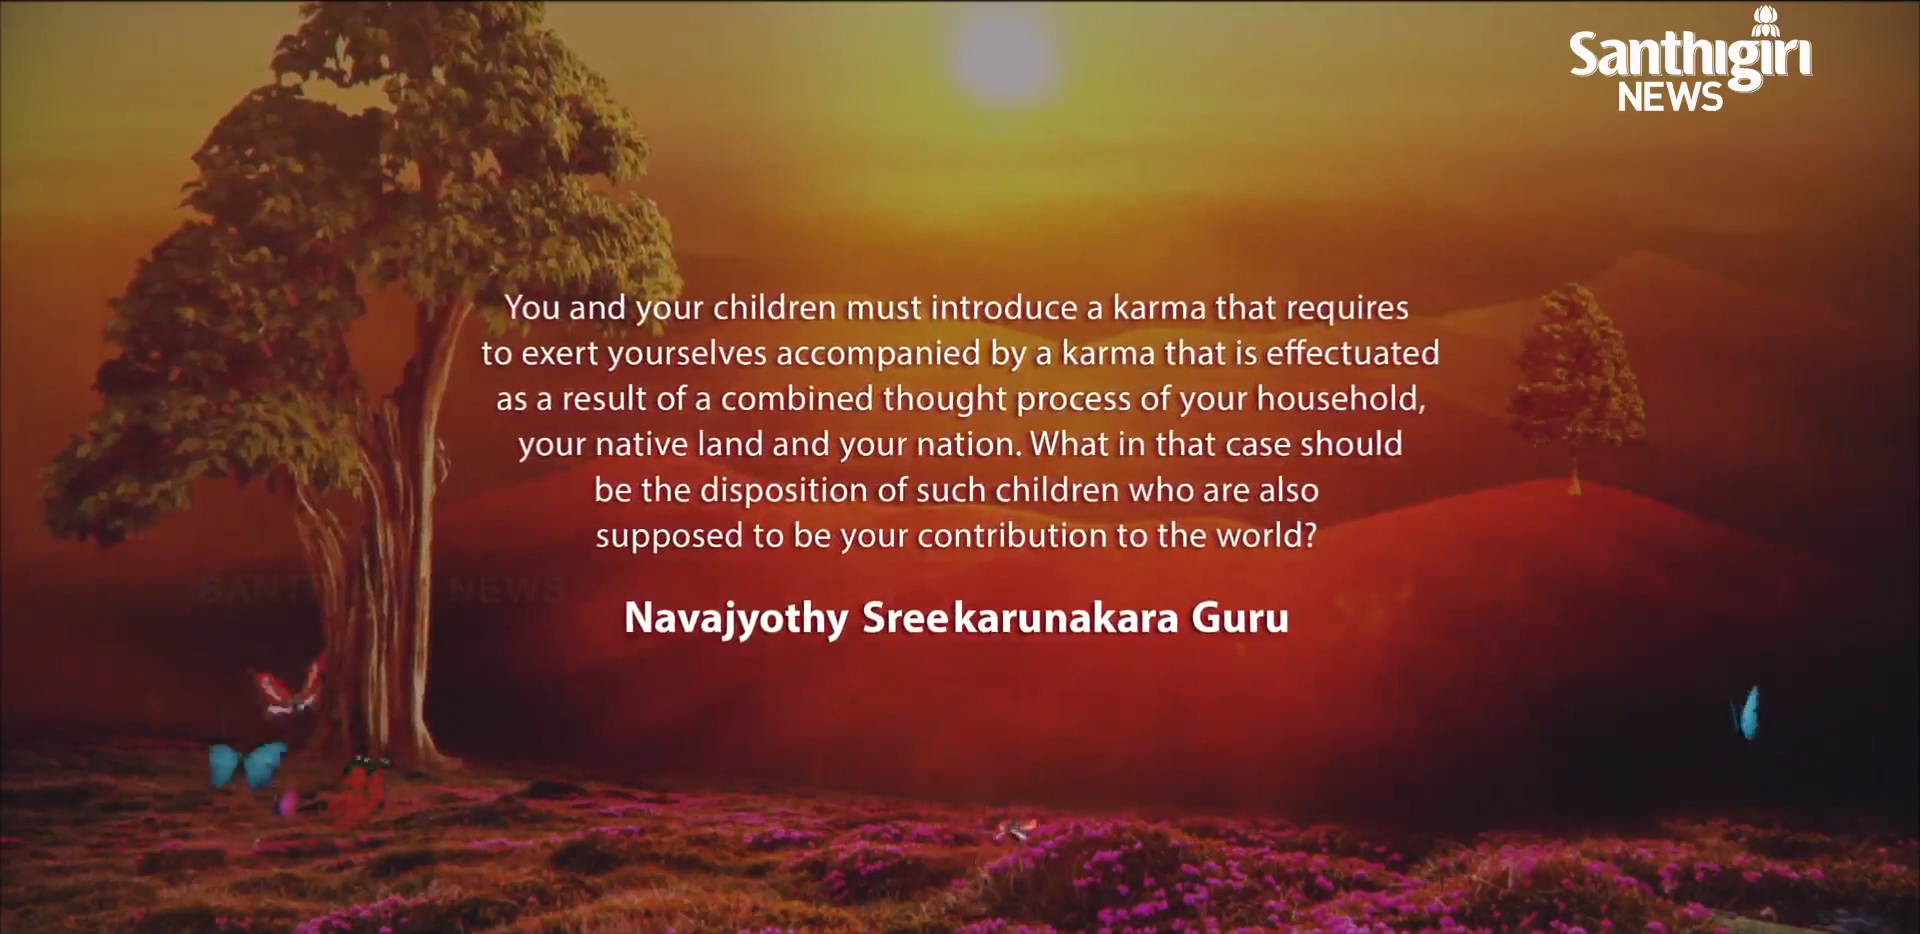 Santhigiri
NEWS
You and your children must introduce a karma that requires
to exert yourselves accompanied by a karma that is effectuated
as a result of a combined thought process of your household,
your native land and your nation. What in that case should
be the disposition of such children who are also
supposed to be your contribution to the world?
SANT NEWS
Navajyothy Sreekarunakara Guru